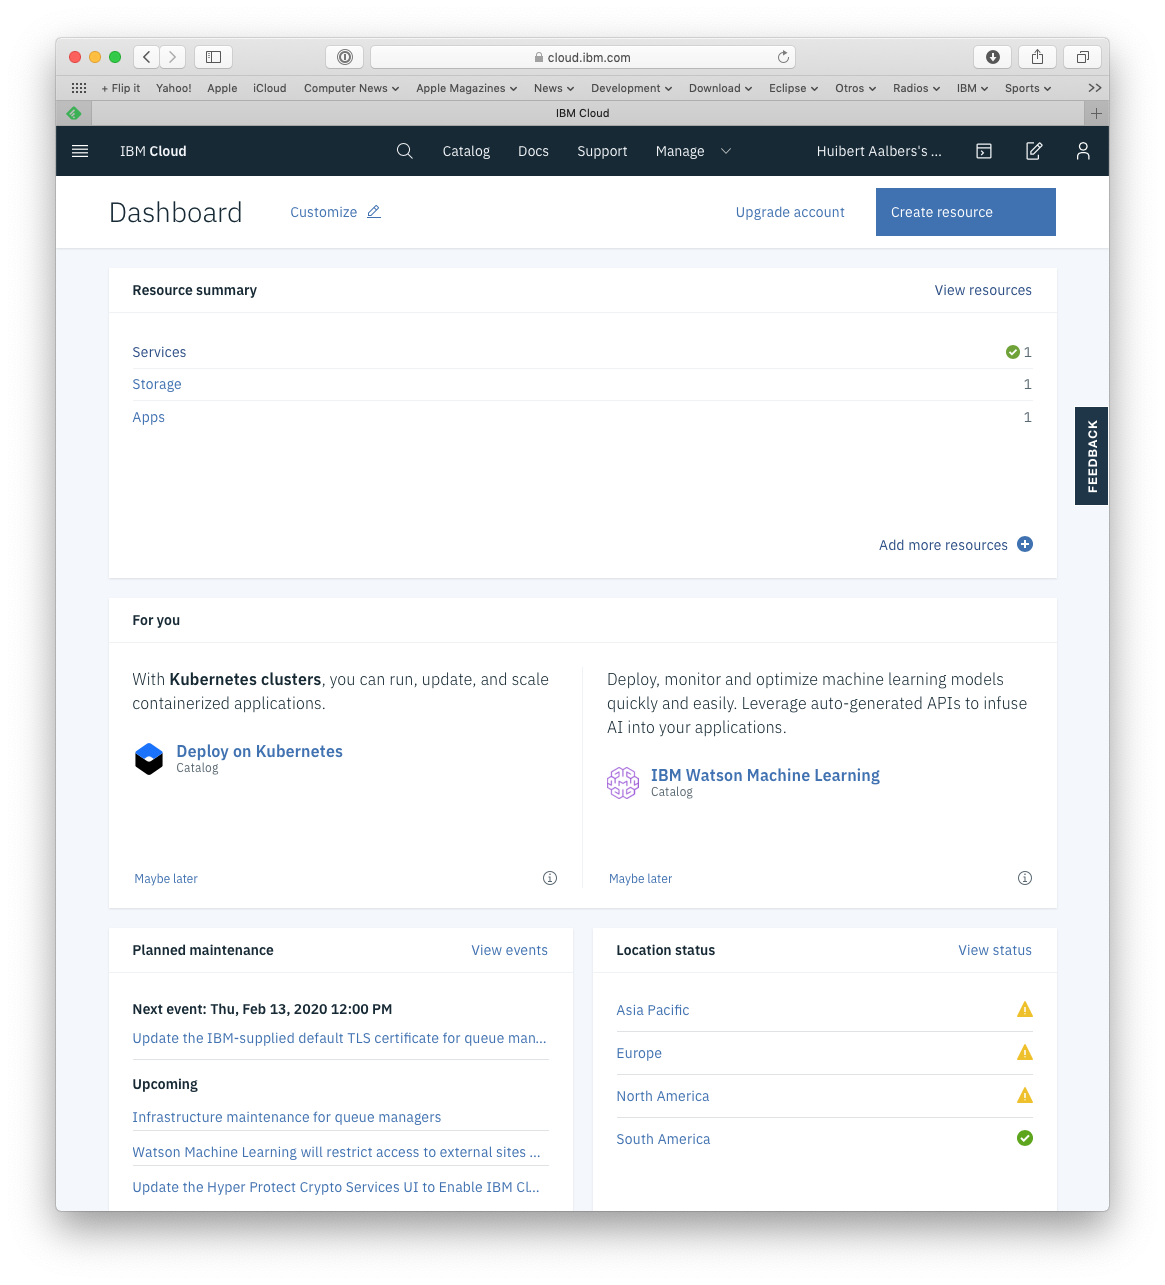 cloud.ibm.com
+ Flip it Yahoo! Apple iCloud Computer News Apple Magazines News Development Download Eclipse Otros Radios IBM Sports
IBM Cloud
IBM Cloud Catalog Docs Support Manage Huibert Aalbers's ...
Dashboard Customize Upgrade account Create resource
Resource summary View resources
Services 1
Storage 1
Apps 1
FEEDBACK
Add more resources
For you
With Kubernetes clusters, you can run, update, and scale
containerized applications.
Deploy on Kubernetes
Catalog
Maybe later
Deploy, monitor and optimize machine learning models
quickly and easily. Leverage auto-generated APIs to infuse
AI into your applications.
IBM Watson Machine Learning
Catalog
Maybe later
Planned maintenance View events
Next event: Thu, Feb 13, 2020 12:00 PM
Update the IBM-supplied default TLS certificate for queue man...
Upcoming
Infrastructure maintenance for queue managers
Watson Machine Learning will restrict access to external sites ...
Update the Hyper Protect Crypto Services UI to Enable IBM Cl...
Location status View status
Asia Pacific
Europe
North America
South America